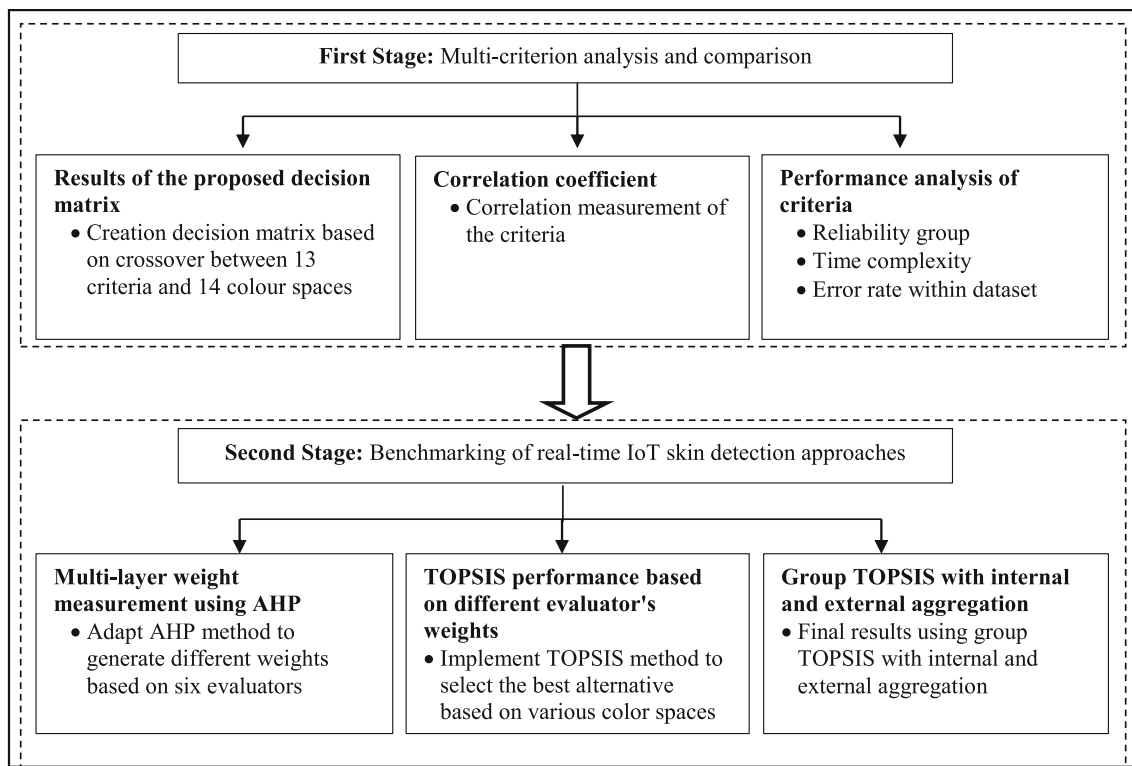 First Stage: Multi-criterion analysis and comparison
Results of the proposed decision
matrix
• Creation decision matrix based
on crossover between 13
criteria and 14 colour spaces
Correlation coefficient
• Correlation measurement of
the criteria
Performance analysis of
criteria
• Reliability group
• Time complexity
• Error rate within dataset
Second Stage: Benchmarking of real-time IoT skin detection approaches
Multi-layer weight
measurement using AHP
• Adapt AHP method to
generate different weights
based on six evaluators
TOPSIS performance based
on different evaluator's
weights
• Implement TOPSIS method to
select the best alternative
based on various color spaces
Group TOPSIS with internal
and external aggregation
• Final results using group
TOPSIS with internal and
external aggregation